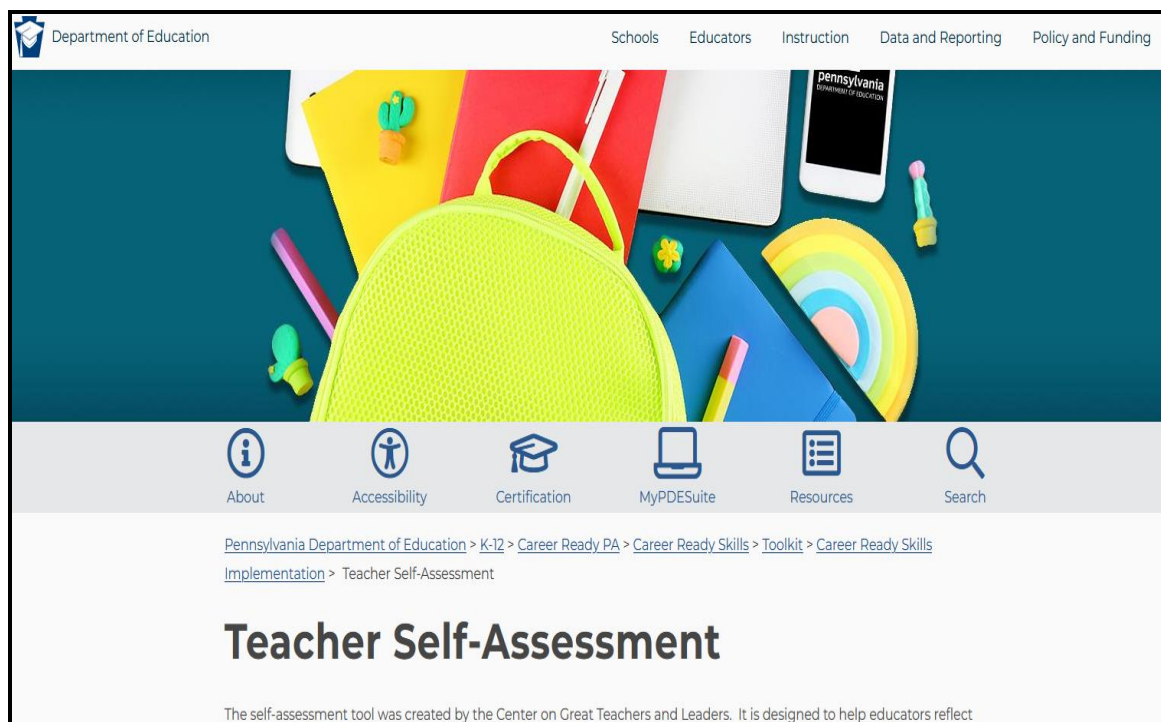 Department of Education
Schools Educators Instruction Data and Reporting Policy and Funding
pennsylvania
DEPARTMENT OF EDUCATION
About Accessibility Certification MyPDESuite Resources Search
Pennsylvania Department of Education > K-12 > Career Ready PA > Career Ready Skills > Toolkit > Career Ready Skills
Implementation > Teacher Self-Assessment
Teacher Self-Assessment
The self-assessment tool was created by the Center on Great Teachers and Leaders. It is designed to help educators reflect